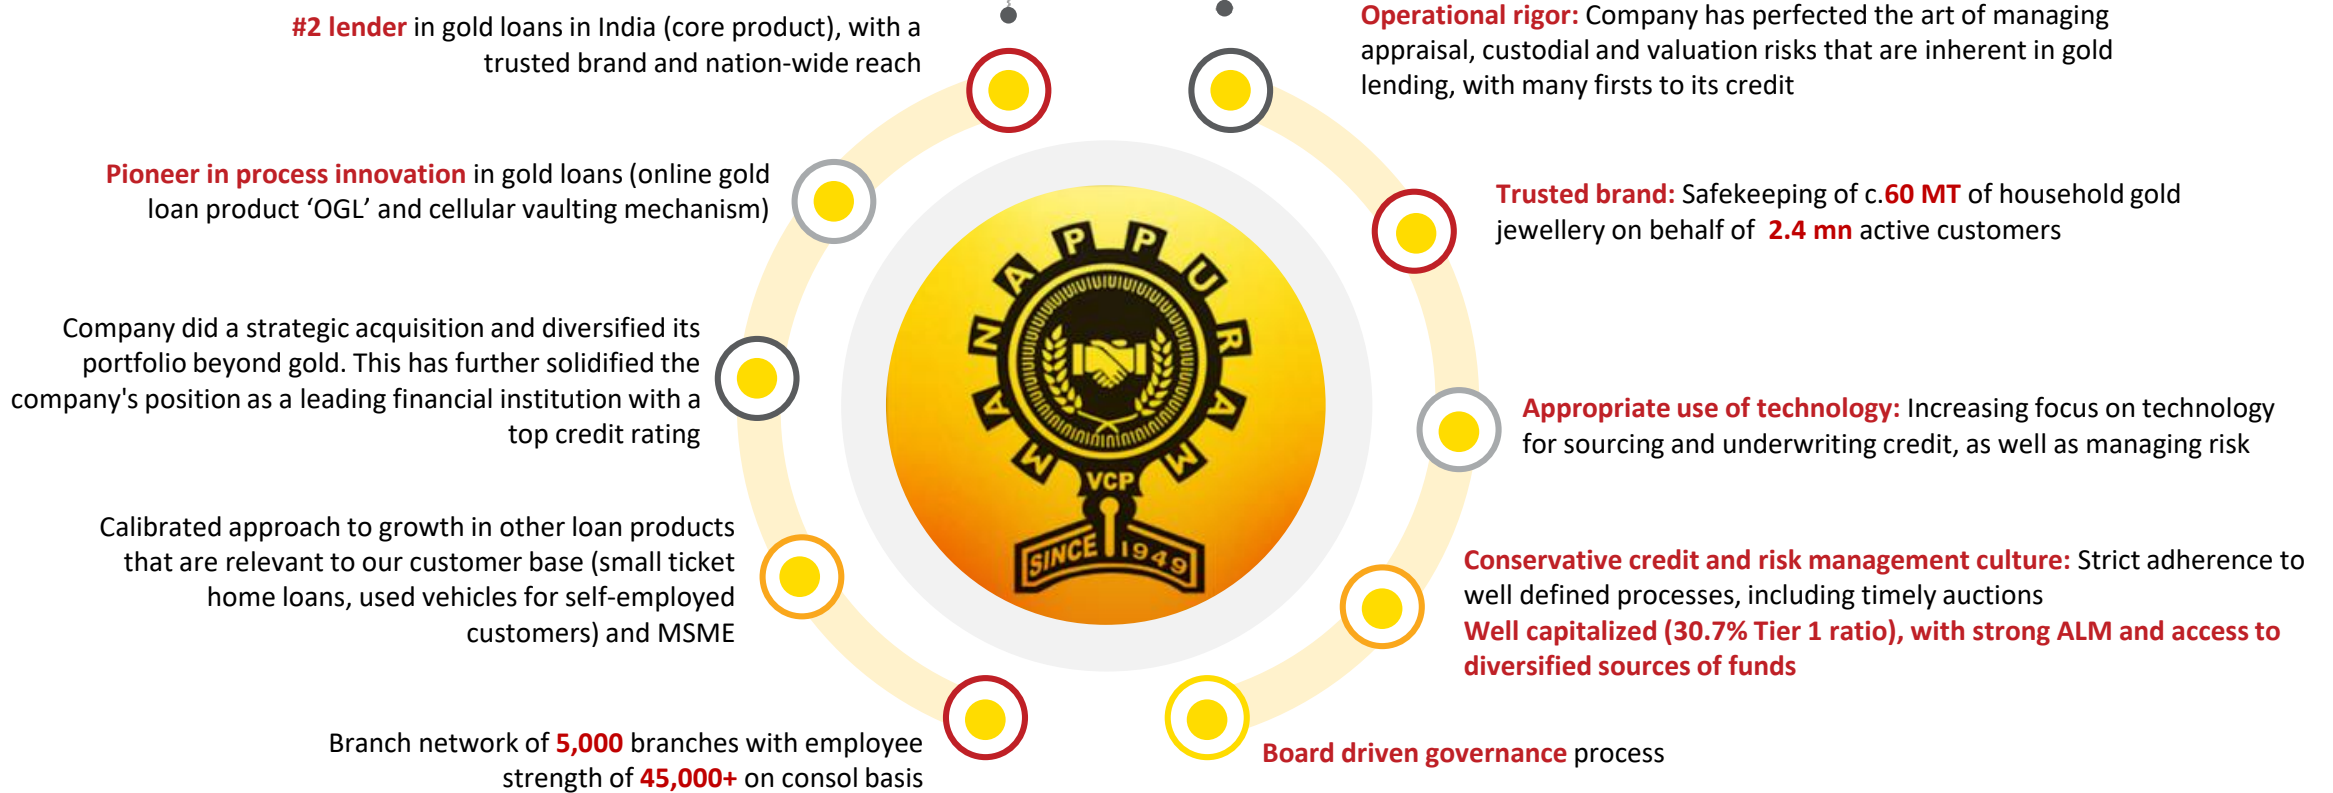 #2 lender in gold loans in India (core product), with a
trusted brand and nation-wide reach
Pioneer in process innovation in gold loans (online gold
loan product ‘OGL’ and cellular vaulting mechanism)
Company did a strategic acquisition and diversified its
portfolio beyond gold. This has further solidified the
company's position as a leading financial institution with a
top credit rating
Calibrated approach to growth in other loan products
that are relevant to our customer base (small ticket
home loans, used vehicles for self-employed
customers) and MSME
Branch network of 5,000 branches with employee
strength of 45,000+ on consol basis
MANAPPURAM
VCP
SINCE 1949
Operational rigor: Company has perfected the art of managing
appraisal, custodial and valuation risks that are inherent in gold
lending, with many firsts to its credit
Trusted brand: Safekeeping of c.60 MT of household gold
jewellery on behalf of 2.4 mn active customers
Appropriate use of technology: Increasing focus on technology
for sourcing and underwriting credit, as well as managing risk
Conservative credit and risk management culture: Strict adherence to
well defined processes, including timely auctions
Well capitalized (30.7% Tier 1 ratio), with strong ALM and access to
diversified sources of funds
Board driven governance process